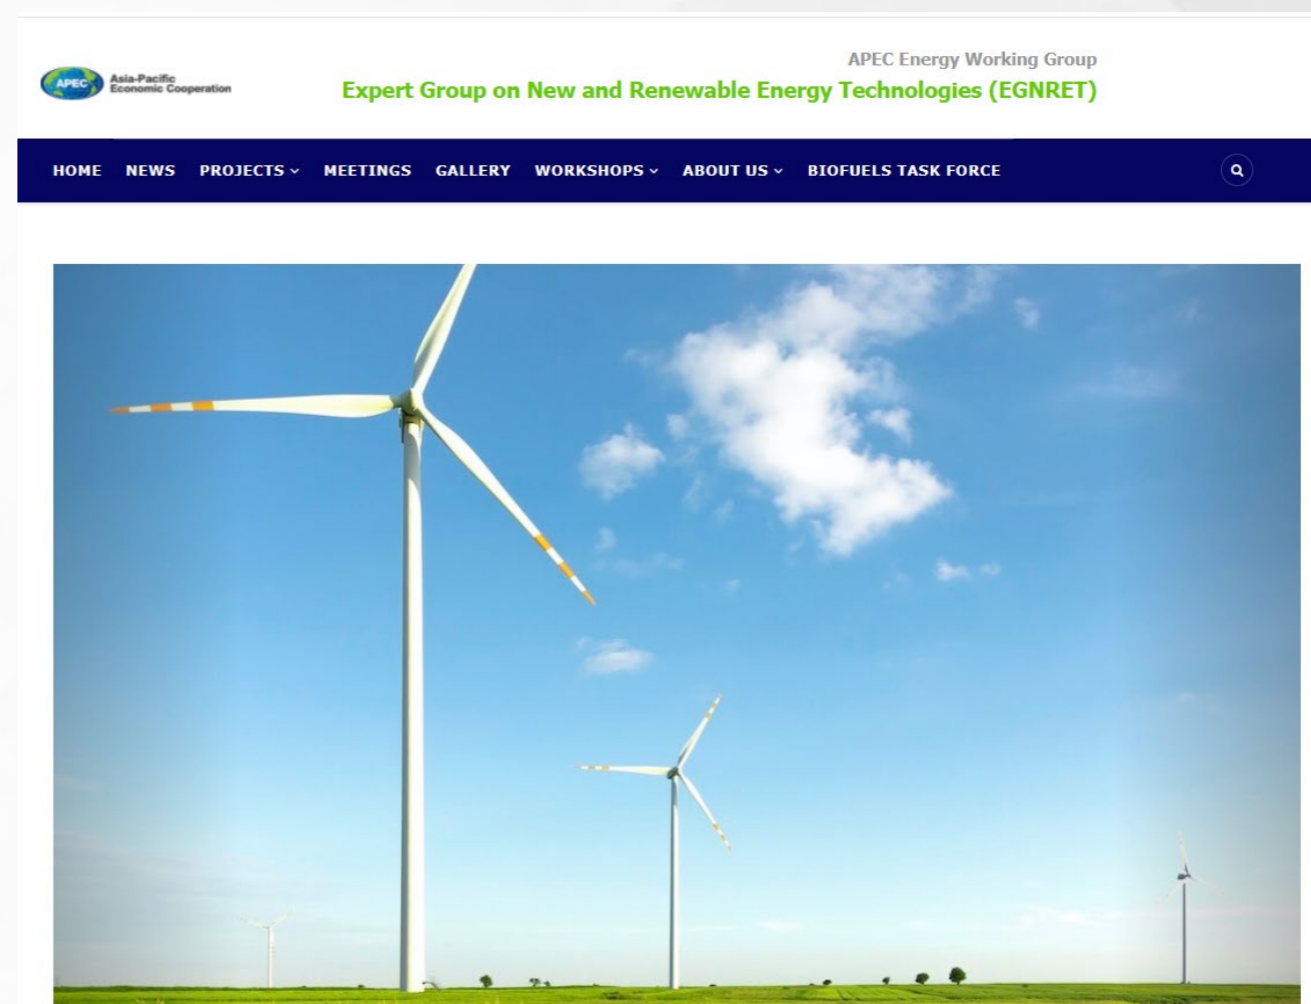 APEC
Asia-Pacific
Economic Cooperation
APEC Energy Working Group
Expert Group on New and Renewable Energy Technologies (EGNRET)
HOME NEWS PROJECTS MEETINGS GALLERY WORKSHOPS ABOUT US BIOFUELS TASK FORCE